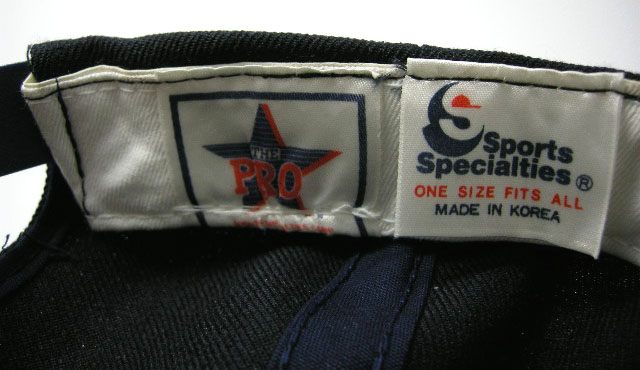 THE
PRO
Sports
Specialties®
ONE SIZE FITS ALL
MADE IN KOREA